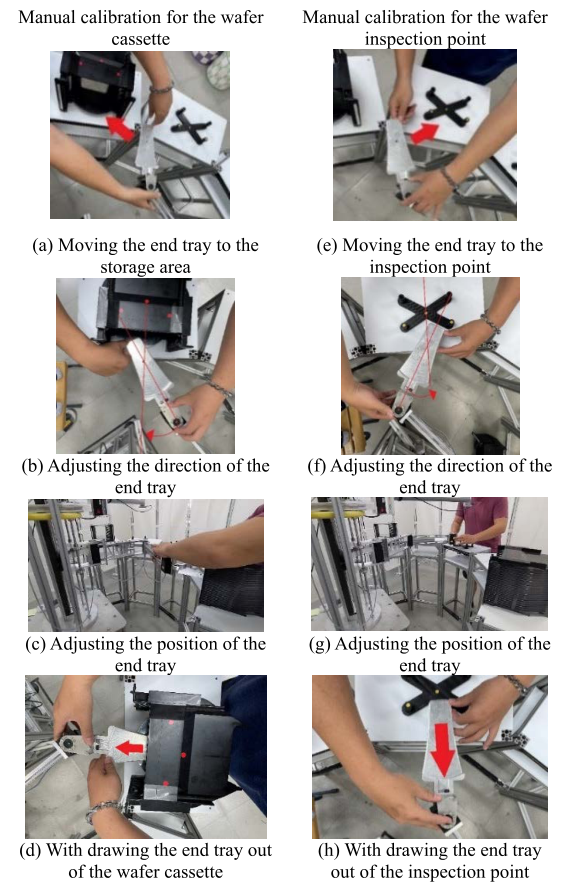 Manual calibration for the wafer
cassette
Manual calibration for the wafer
inspection point
(a) Moving the end tray to the
storage area
(e) Moving the end tray to the
inspection point
(b) Adjusting the direction of the
end tray
(f) Adjusting the direction of the
end tray
(c) Adjusting the position of the
end tray
(g) Adjusting the position of the
end tray
(d) With drawing the end tray out
of the wafer cassette
(h) With drawing the end tray
out of the inspection point